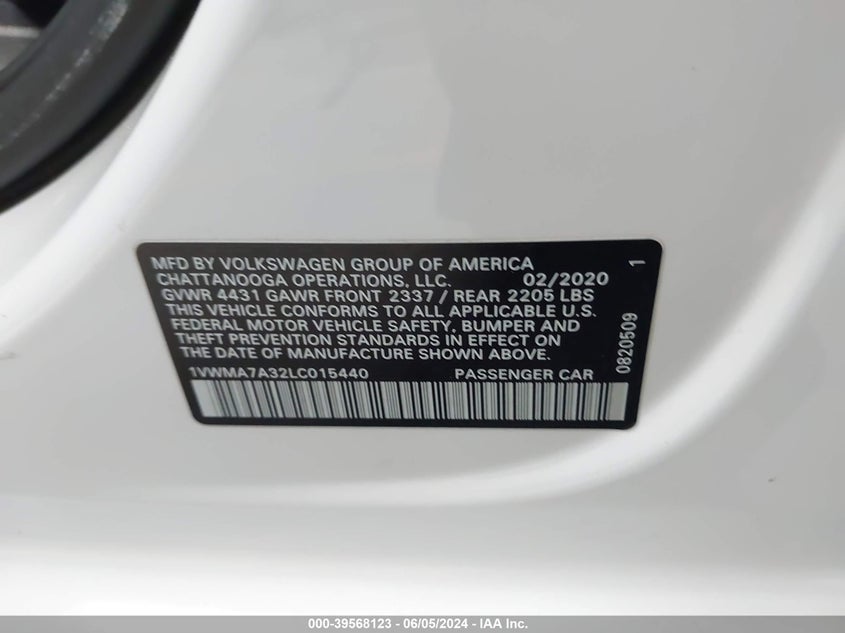 MFD BY VOLKSWAGEN GROUP OF AMERICA
CHATTANOOGA OPERATIONS, LLC. 02/2020 1
GVWR 4431 GAWR FRONT 2337 / REAR 2205 LBS
THIS VEHICLE CONFORMS TO ALL APPLICABLE U.S.
FEDERAL MOTOR VEHICLE SAFETY, BUMPER AND
THEFT PREVENTION STANDARDS IN EFFECT ON
THE DATE OF MANUFACTURE SHOWN ABOVE.
1VWMA7A32LC015440 PASSENGER CAR
0820509
000-39568123 - 06/05/2024 - IAA Inc.